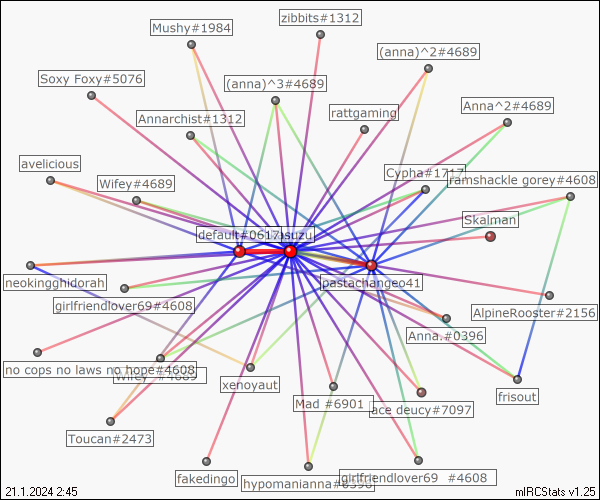 zibbits#1312
Mushy#1984
(anna)^2#4689
Soxy Foxy#5076
(anna)^3#4689
Anna^2#4689
rattgaming
Annarchist#1312
avelicious
Cypha#1717
ramshackle gorey#4608
Wifey#4689
Skalman
default#0617
suzu
neokingghidorah
pastachangeo41
girlfriendlover69#4608
AlpineRooster#2156
Anna.#0396
no cops no laws no hope#4608
Wifey #4689
xenoyaut
frisout
Mad #6901
ace deucy#7097
Toucan#2473
fakedingo
hypomanianna
girlfriendlover69 #4608
21.1.2024 2:45
mIRCStats v1.25